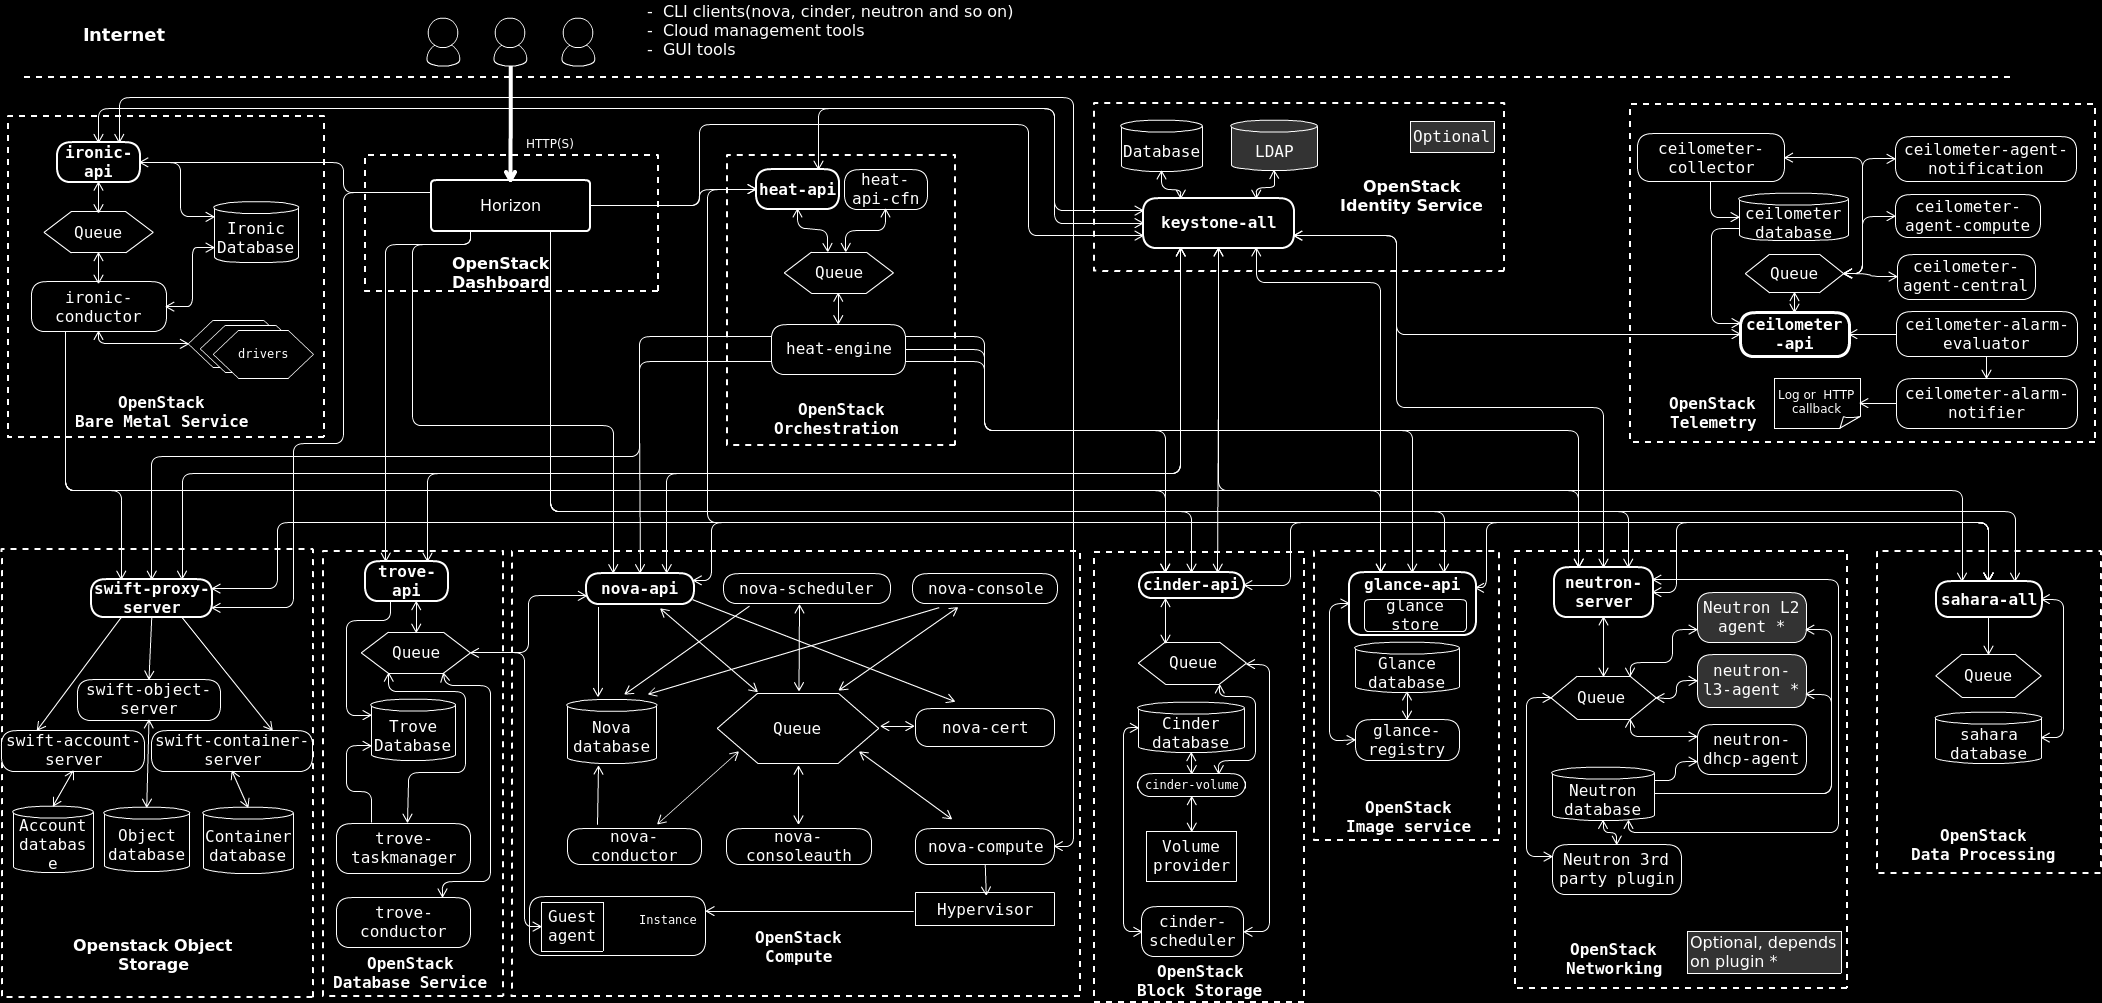 Internet
- CLI clients(nova, cinder, neutron and so on)
- Cloud management tools
- GUI tools
HTTP(S)
ironic-
api
Queue
Ironic
Database
ironic-
conductor
drivers
OpenStack
Bare Metal Service
Horizon
OpenStack
Dashboard
heat-api
heat-
api-cfn
Queue
heat-engine
OpenStack
Orchestration
Database
LDAP
Optional
OpenStack
Identity Service
keystone-all
ceilometer-
collector
ceilometer-agent-
notification
ceilometer
database
ceilometer-
agent-compute
Queue
ceilometer-
agent-central
ceilometer
-api
ceilometer-alarm-
evaluator
Log or HTTP
callback
ceilometer-alarm-
notifier
OpenStack
Telemetry
swift-proxy-
server
swift-object-
server
swift-account-
server
swift-container-
server
Account
databas
e
Object
database
Container
database
Openstack Object
Storage
trove-
api
Queue
Trove
Database
trove-
taskmanager
trove-
conductor
OpenStack
Database Service
nova-api
nova-scheduler
nova-console
Nova
database
Queue
nova-cert
nova-
conductor
nova-
consoleauth
nova-compute
Guest
agent
Instance
Hypervisor
OpenStack
Compute
cinder-api
Queue
Cinder
database
cinder-volume
Volume
provider
cinder-
scheduler
OpenStack
Block Storage
glance-api
glance
store
Glance
database
glance-
registry
OpenStack
Image service
neutron-
server
Neutron L2
agent *
neutron-
l3-agent *
Queue
neutron-
dhcp-agent
Neutron
database
Neutron 3rd
party plugin
OpenStack
Networking
Optional, depends
on plugin *
sahara-all
Queue
sahara
database
OpenStack
Data Processing